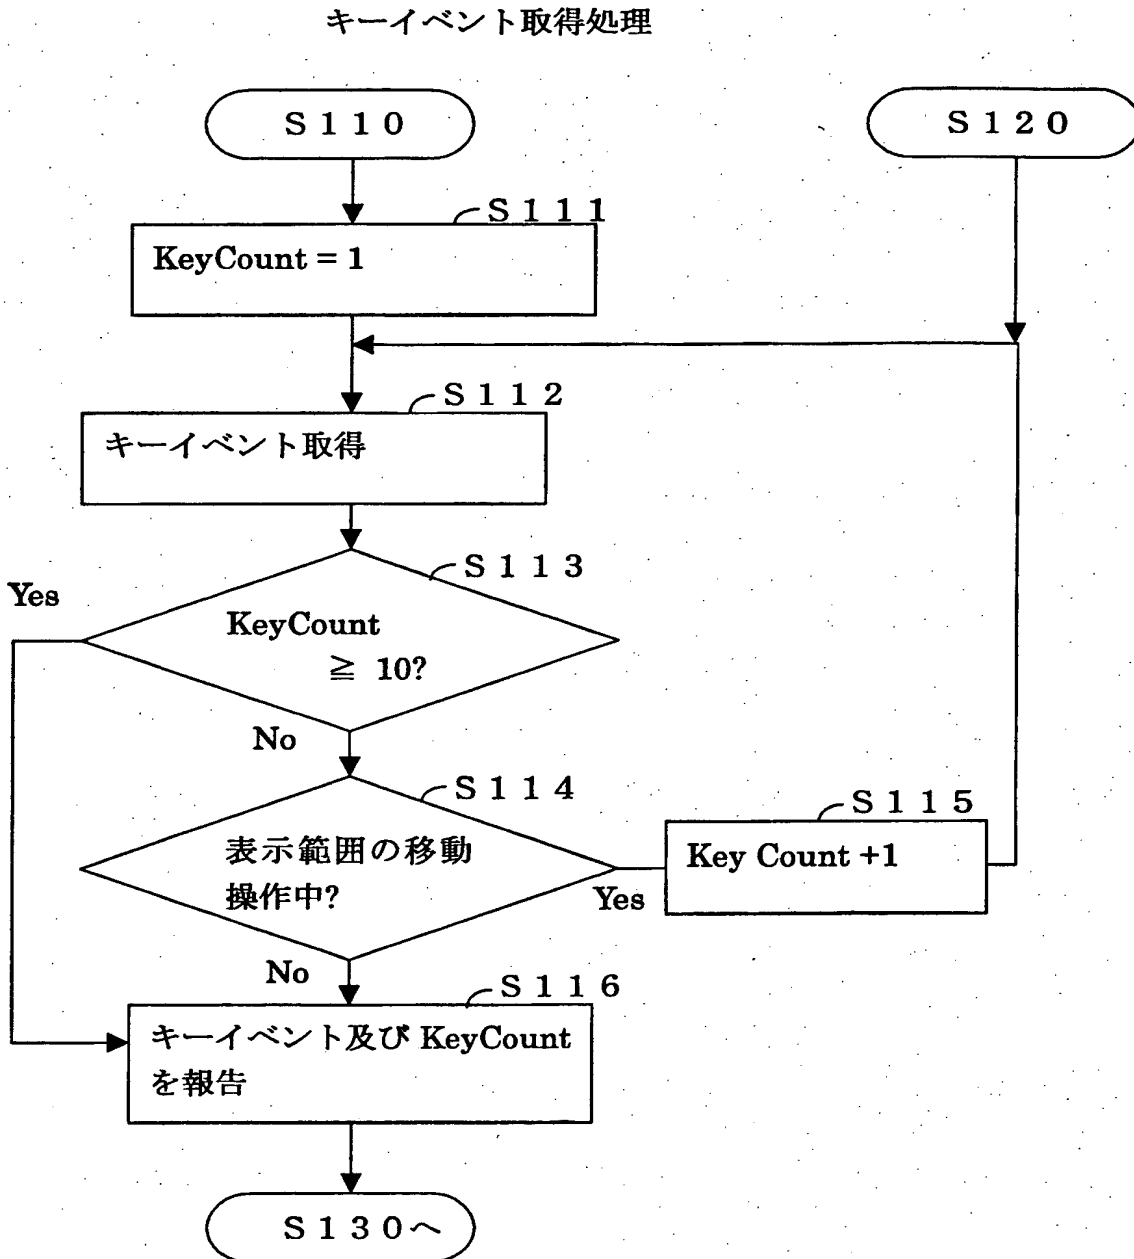 キーイベント取得処理
S110
S120
S111
KeyCount = 1
S112
キーイベント取得
S113
Yes
KeyCount
≧ 10?
No
S114
表示範囲の移動
操作中?
Yes
S115
Key Count +1
No
S116
キーイベント及び KeyCount
を報告
S130へ